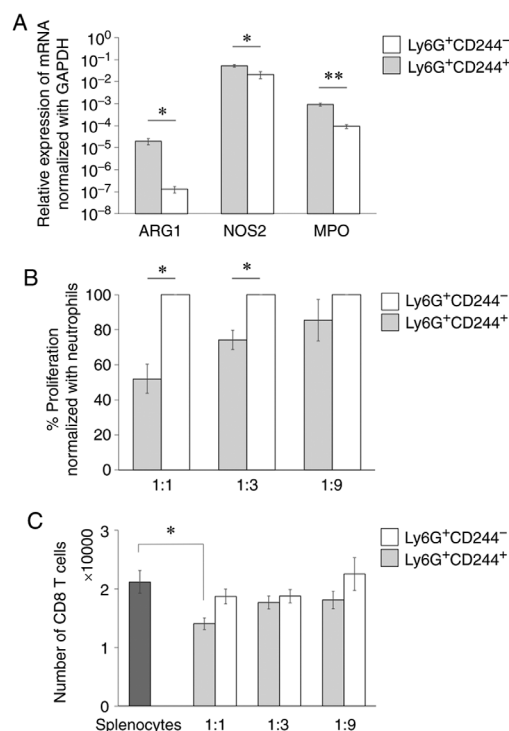 A
Relative expression of mRNA
normalized with GAPDH
10⁰
10⁻¹
10⁻²
10⁻³
10⁻⁴
10⁻⁵
10⁻⁶
10⁻⁷
10⁻⁸
*
*
**
ARG1 NOS2 MPO
Ly6G⁺CD244⁻
Ly6G⁺CD244⁺
B
% Proliferation
normalized with neutrophils
100
80
60
40
20
0
*
*
1:1 1:3 1:9
Ly6G⁺CD244⁻
Ly6G⁺CD244⁺
C
Number of CD8 T cells
×10000
3
2
1
0
*
Splenocytes 1:1 1:3 1:9
Ly6G⁺CD244⁻
Ly6G⁺CD244⁺